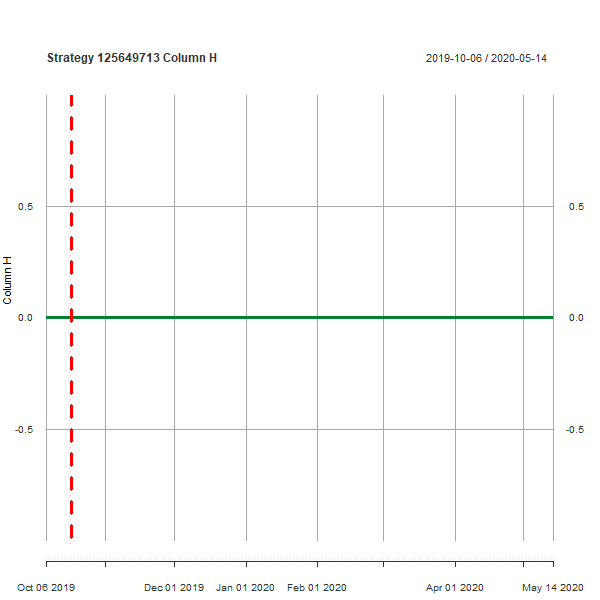 Strategy 125649713 Column H
2019-10-06 / 2020-05-14
0.5
0.5
Column H
0.0
0.0
-0.5
-0.5
Oct 06 2019
Dec 01 2019
Jan 01 2020
Feb 01 2020
Apr 01 2020
May 14 2020